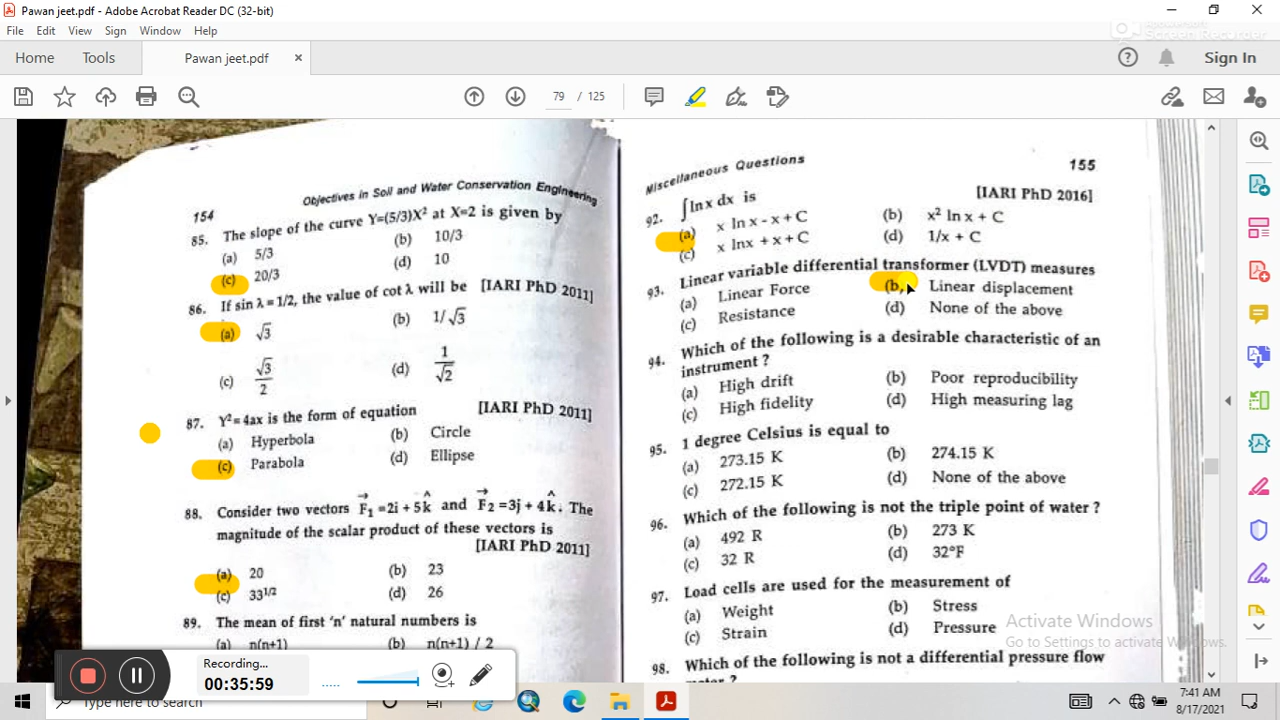 Pawan jeet.pdf - Adobe Acrobat Reader DC (32-bit)
File Edit View Sign Window Help
Screen Recorder
Home Tools Pawan jeet.pdf × Sign In
79 / 125
154 Objectives in Soil and Water Conservation Engineering
85. The slope of the curve Y=(5/3)X² at X=2 is given by
(a) 5/3 (b) 10/3
(c) 20/3 (d) 10
86. If sin λ = 1/2, the value of cot λ will be [IARI PhD 2011]
(a) √3 (b) 1/√3
(c) √3/2 (d) 1/√2
87. Y²= 4ax is the form of equation [IARI PhD 2011]
(a) Hyperbola (b) Circle
(c) Parabola (d) Ellipse
88. Consider two vectors F⃗₁ =2i + 5k̂ and F⃗₂ =3j + 4k̂. The
magnitude of the scalar product of these vectors is
[IARI PhD 2011]
(a) 20 (b) 23
(c) 33^1/2 (d) 26
89. The mean of first 'n' natural numbers is
(a) n(n+1) (b) n(n+1) / 2
Miscellaneous Questions 155
92. ∫ln x dx is [IARI PhD 2016]
(a) x ln x - x + C (b) x² ln x + C
(c) x lnx + x + C (d) 1/x + C
93. Linear variable differential transformer (LVDT) measures
(a) Linear Force (b) Linear displacement
(c) Resistance (d) None of the above
94. Which of the following is a desirable characteristic of an
instrument ?
(a) High drift (b) Poor reproducibility
(c) High fidelity (d) High measuring lag
95. 1 degree Celsius is equal to
(a) 273.15 K (b) 274.15 K
(c) 272.15 K (d) None of the above
96. Which of the following is not the triple point of water ?
(a) 492 R (b) 273 K
(c) 32 R (d) 32°F
97. Load cells are used for the measurement of
(a) Weight (b) Stress
(c) Strain (d) Pressure
98. Which of the following is not a differential pressure flow
meter ?
Activate Windows
Go to Settings to activate Windows.
Recording...
00:35:59
Type here to search
7:41 AM
8/17/2021